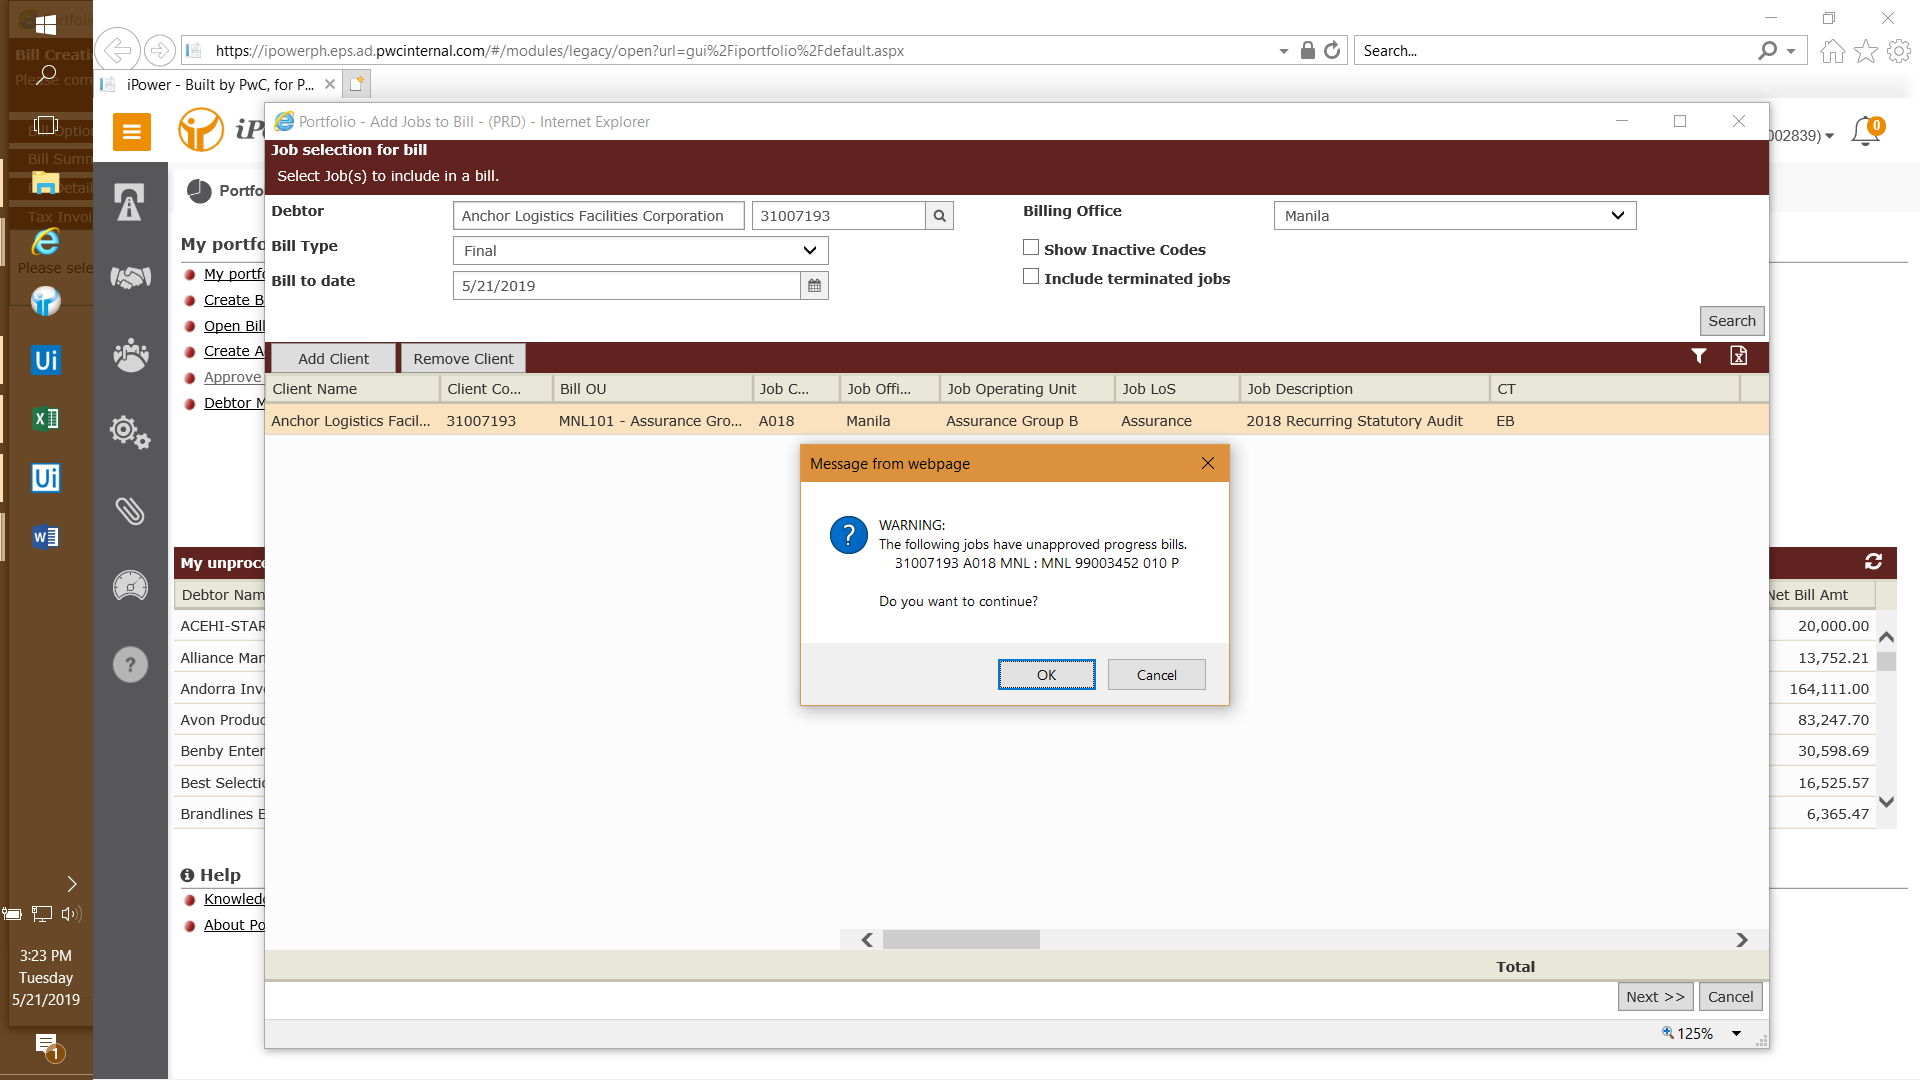 https://ipowerph.eps.ad.pwcinternal.com/#/modules/legacy/open?url=gui%2Fiportfolio%2Fdefault.aspx
Search...
iPower - Built by PwC, for P...
Portfolio - Add Jobs to Bill - (PRD) - Internet Explorer
002839)
0
Job selection for bill
Select Job(s) to include in a bill.
Debtor
Anchor Logistics Facilities Corporation
31007193
Billing Office
Manila
Bill Type
Final
Show Inactive Codes
Bill to date
5/21/2019
Include terminated jobs
Search
Add Client
Remove Client
Client Name
Client Co...
Bill OU
Job C...
Job Offi...
Job Operating Unit
Job LoS
Job Description
CT
Anchor Logistics Facil...
31007193
MNL101 - Assurance Gro...
A018
Manila
Assurance Group B
Assurance
2018 Recurring Statutory Audit
EB
Message from webpage
WARNING:
The following jobs have unapproved progress bills.
31007193 A018 MNL : MNL 99003452 010 P
Do you want to continue?
OK
Cancel
Total
Next >>
Cancel
125%
Portfo
My portfo
My portfo
Create B
Open Bill
Create A
Approve
Debtor M
My unproce
Debtor Nam
Net Bill Amt
ACEHI-STAR
20,000.00
Alliance Mar
13,752.21
Andorra Inve
164,111.00
Avon Produc
83,247.70
Benby Enter
30,598.69
Best Selectio
16,525.57
Brandlines E
6,365.47
Help
Knowled
About Po
Bill Creati
Please com
Bill Optio
Bill Summ
Detai
Tax Invoi
Please sele
3:23 PM
Tuesday
5/21/2019
1